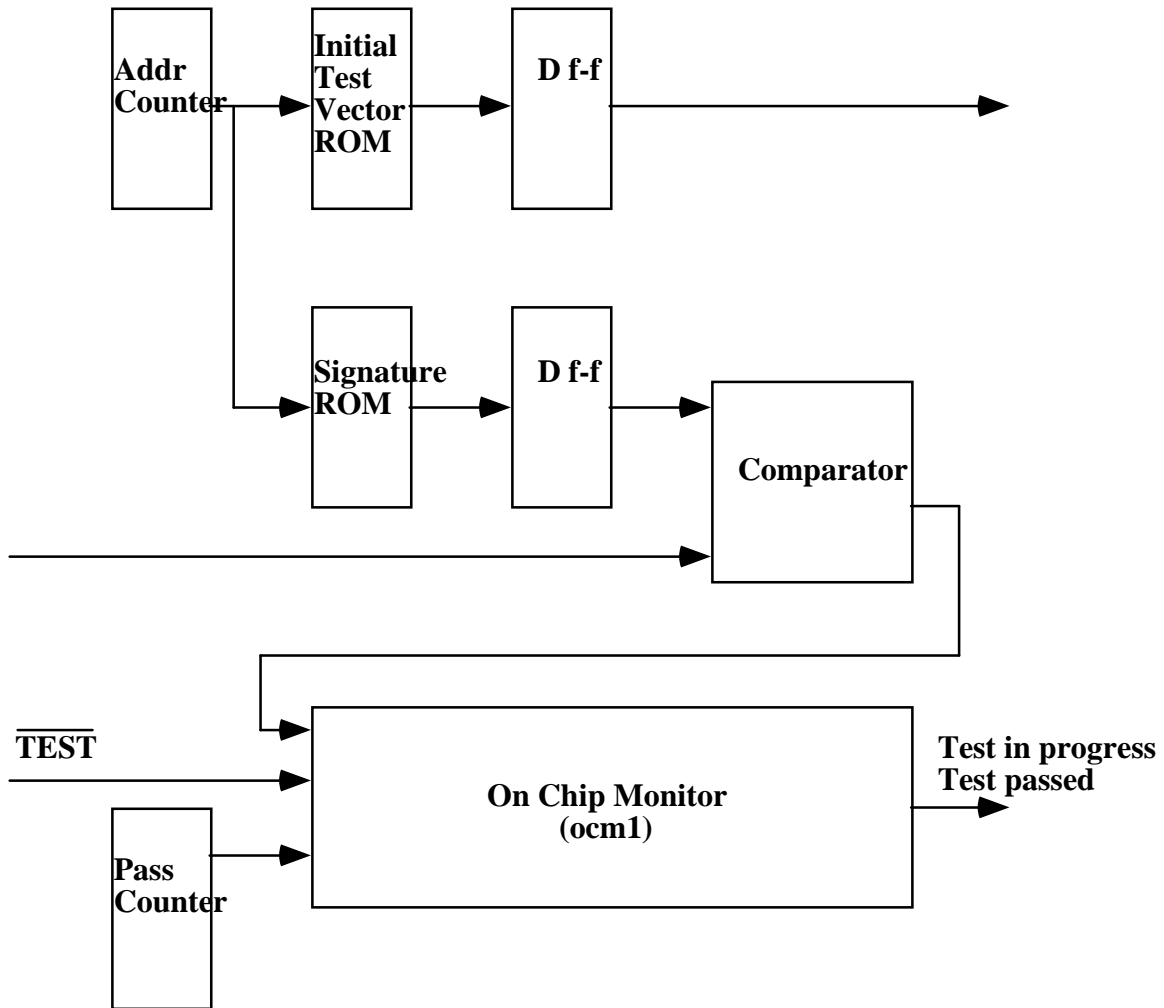 Addr
Counter
Initial
Test
Vector
ROM
D f-f
Signature
ROM
D f-f
Comparator
TEST
On Chip Monitor
(ocm1)
Test in progress
Test passed
Pass
Counter